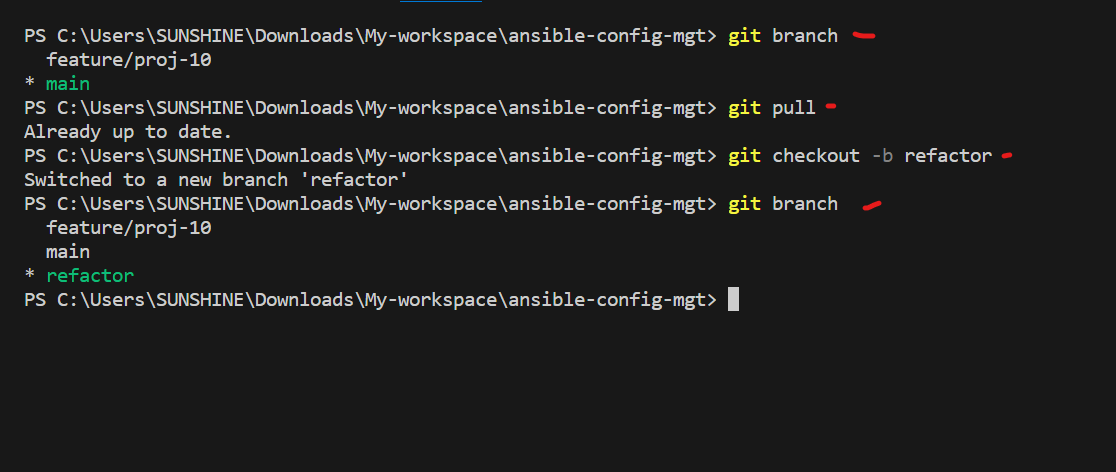 PS C:\Users\SUNSHINE\Downloads\My-workspace\ansible-config-mgt> git branch
  feature/proj-10
* main
PS C:\Users\SUNSHINE\Downloads\My-workspace\ansible-config-mgt> git pull
Already up to date.
PS C:\Users\SUNSHINE\Downloads\My-workspace\ansible-config-mgt> git checkout -b refactor
Switched to a new branch 'refactor'
PS C:\Users\SUNSHINE\Downloads\My-workspace\ansible-config-mgt> git branch
  feature/proj-10
  main
* refactor
PS C:\Users\SUNSHINE\Downloads\My-workspace\ansible-config-mgt>